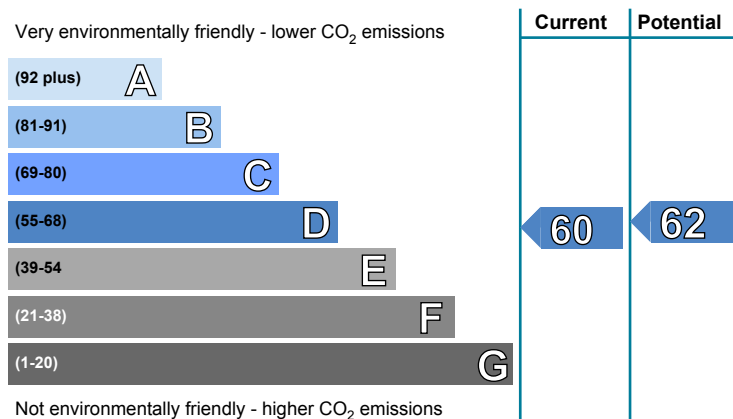 Very environmentally friendly - lower CO₂ emissions
Current
Potential
(92 plus) A
(81-91) B
(69-80) C
(55-68) D
60
62
(39-54 E
(21-38) F
(1-20) G
Not environmentally friendly - higher CO₂ emissions